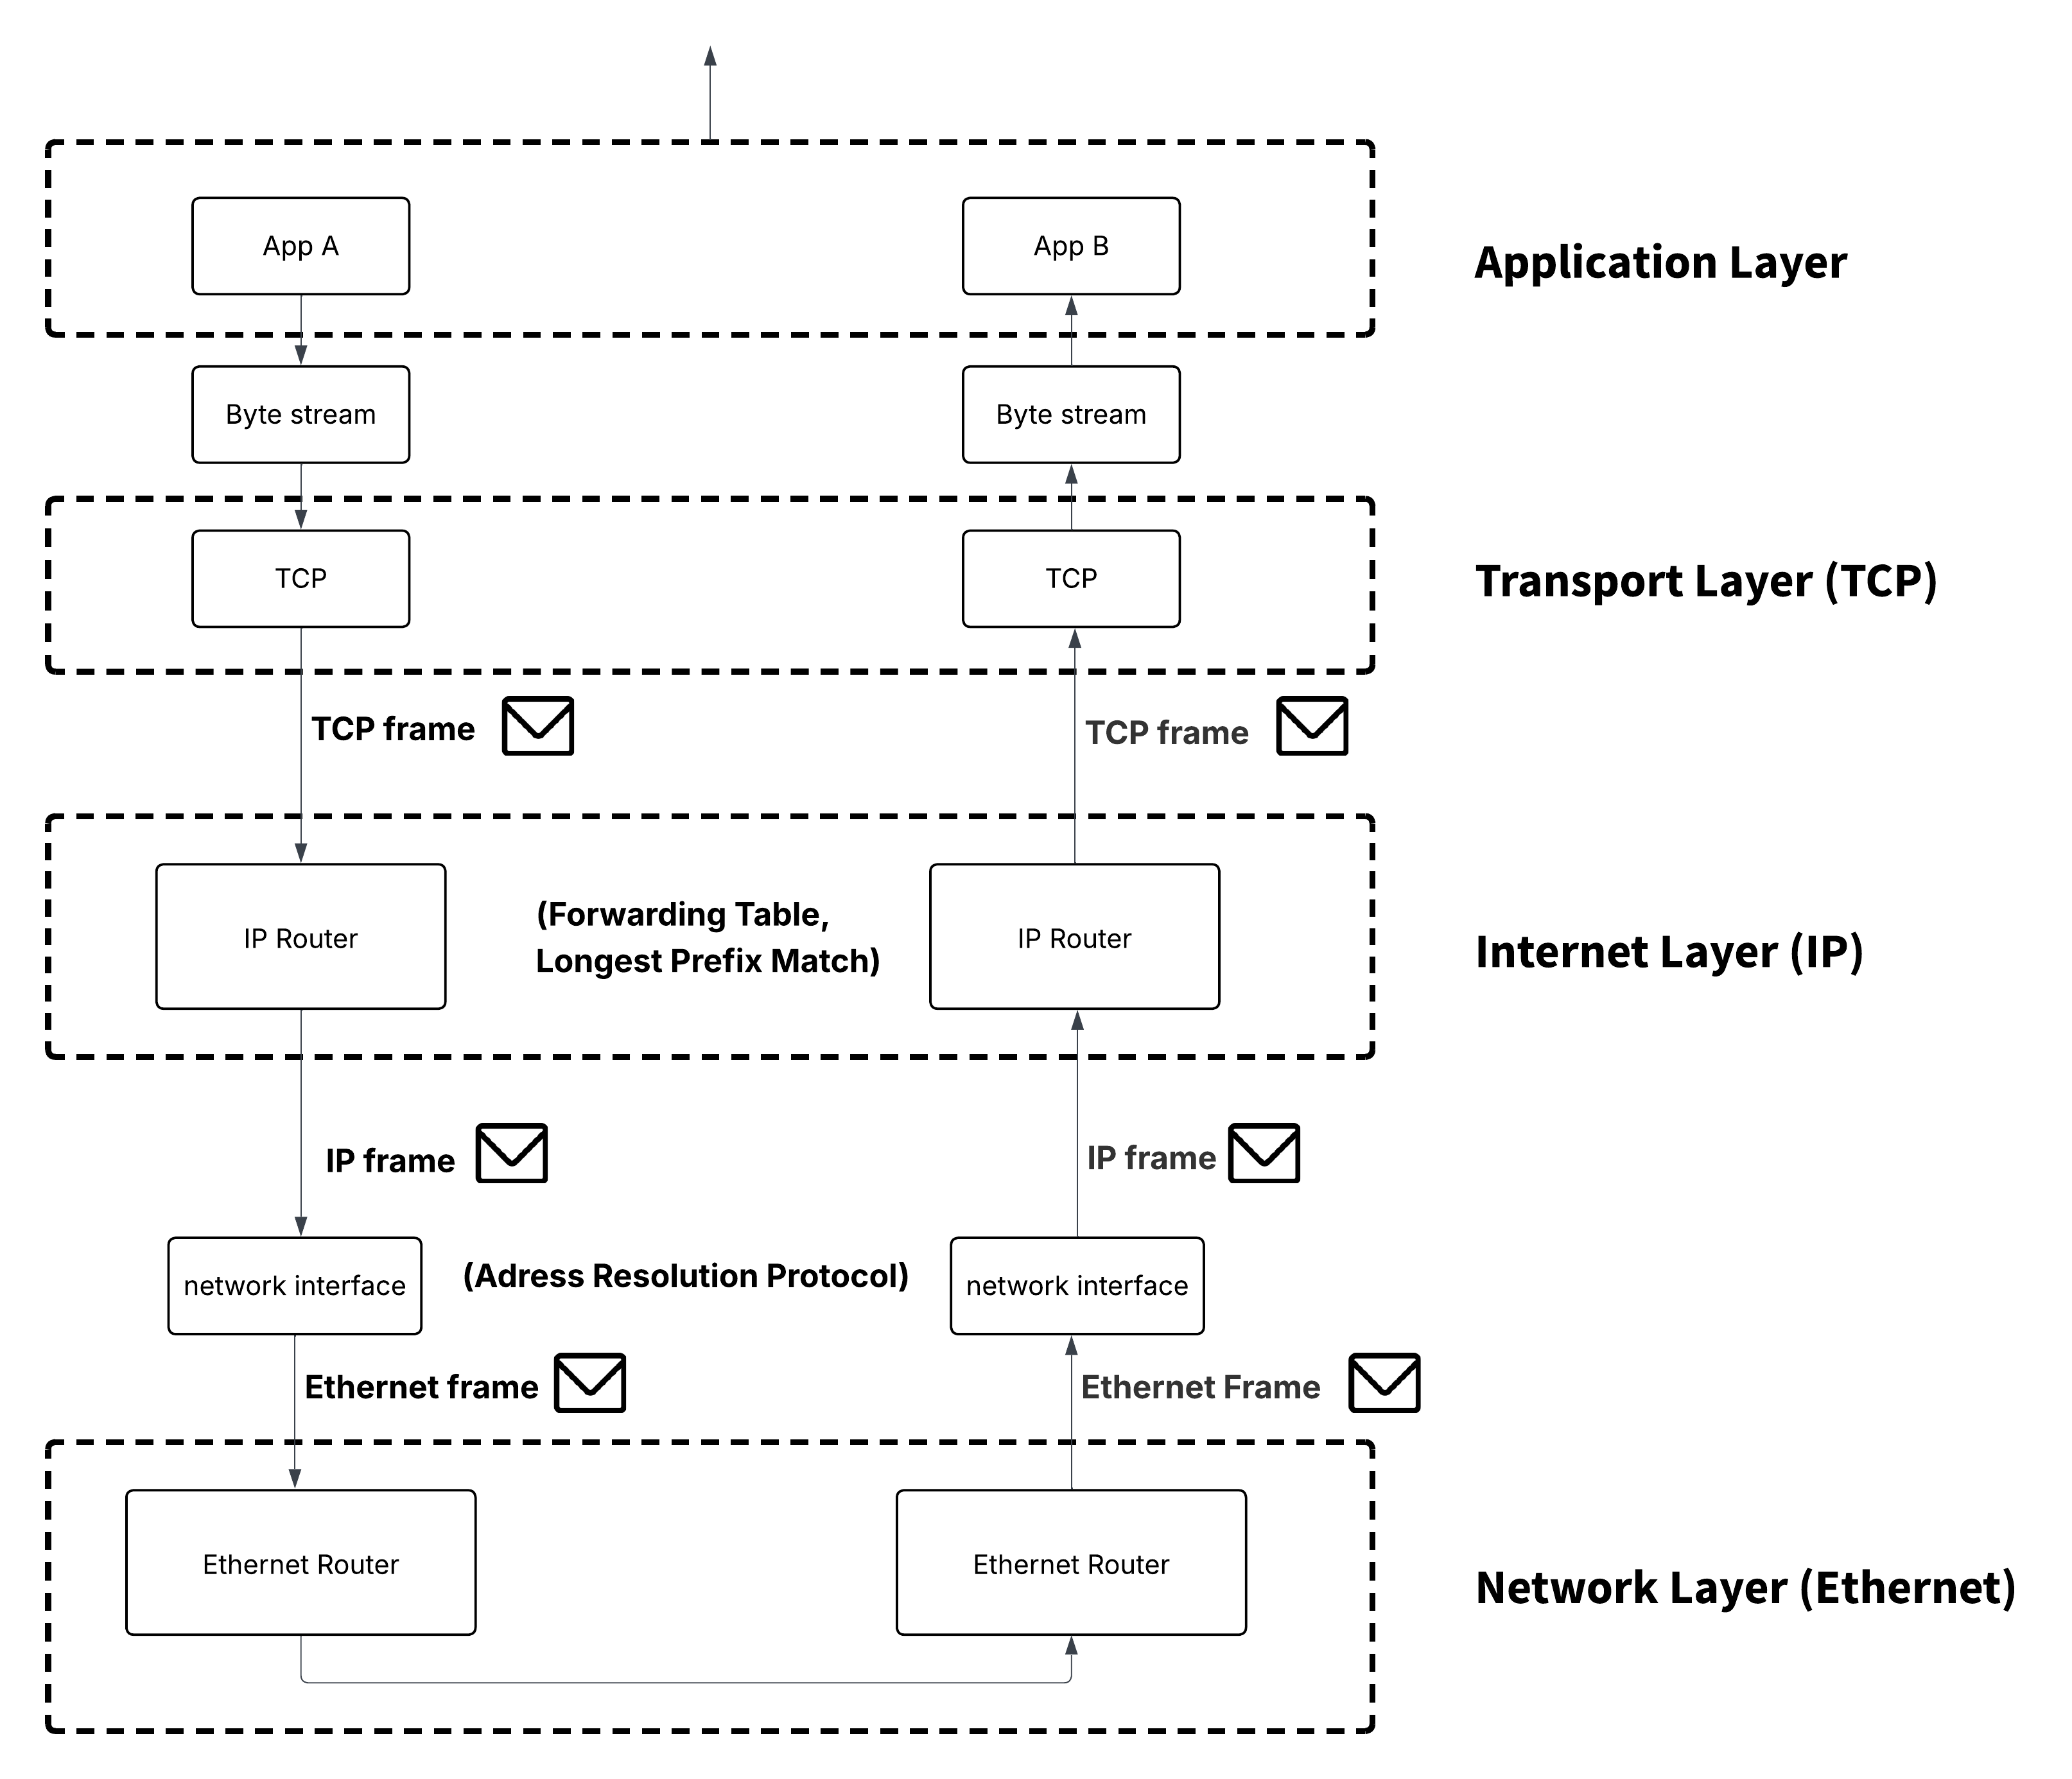 App A
App B
Application Layer
Byte stream
Byte stream
TCP
TCP
Transport Layer (TCP)
TCP frame
TCP frame
IP Router
(Forwarding Table,
Longest Prefix Match)
IP Router
Internet Layer (IP)
IP frame
IP frame
network interface
(Adress Resolution Protocol)
network interface
Ethernet frame
Ethernet Frame
Ethernet Router
Ethernet Router
Network Layer (Ethernet)